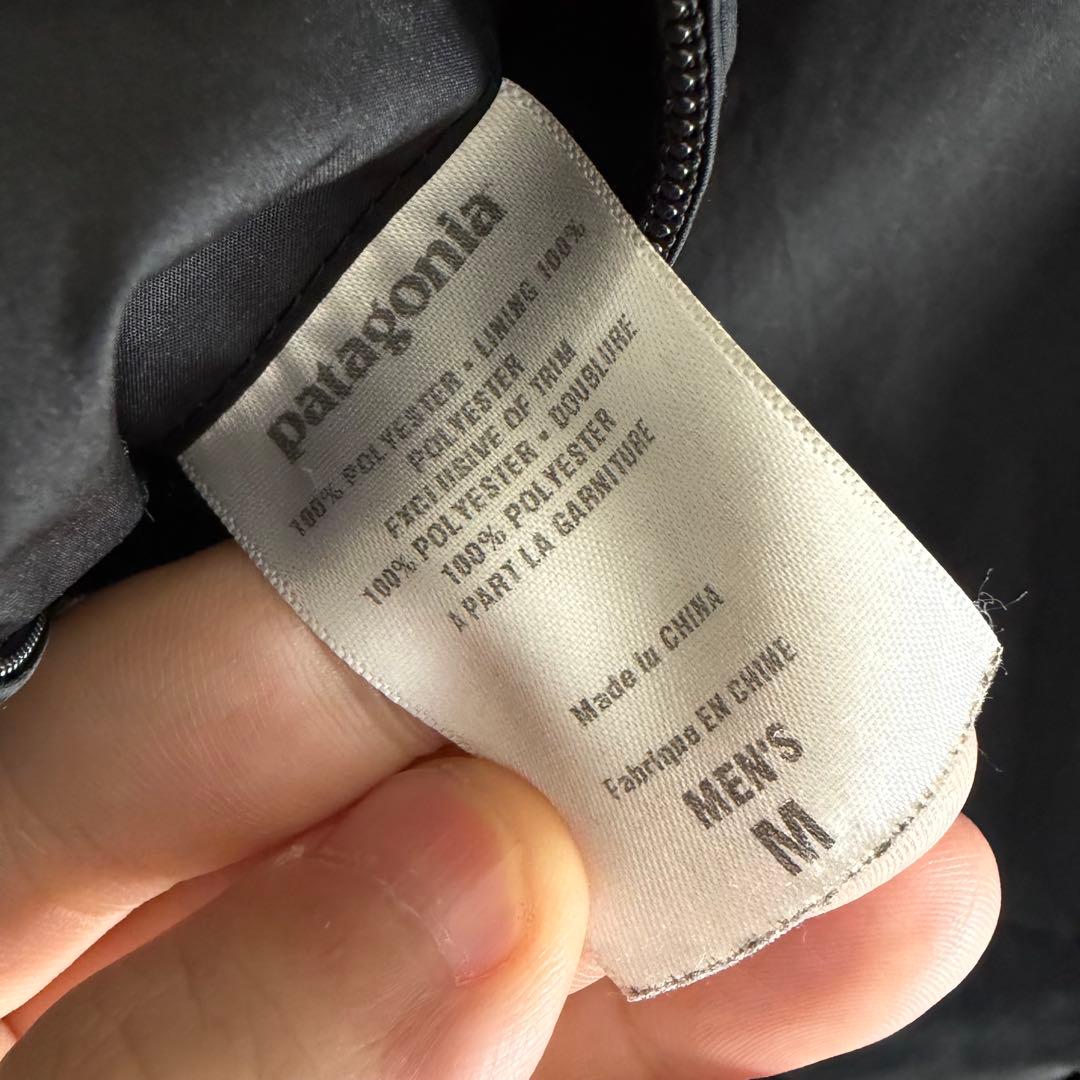 patagonia
100% POLYESTER • LINING 100%
POLYESTER
EXCLUSIVE OF TRIM
100% POLYESTER • DOUBLURE
100% POLYESTER
A PART LA GARNITURE
Made in CHINA
Fabriqué EN CHINE
MEN'S
M